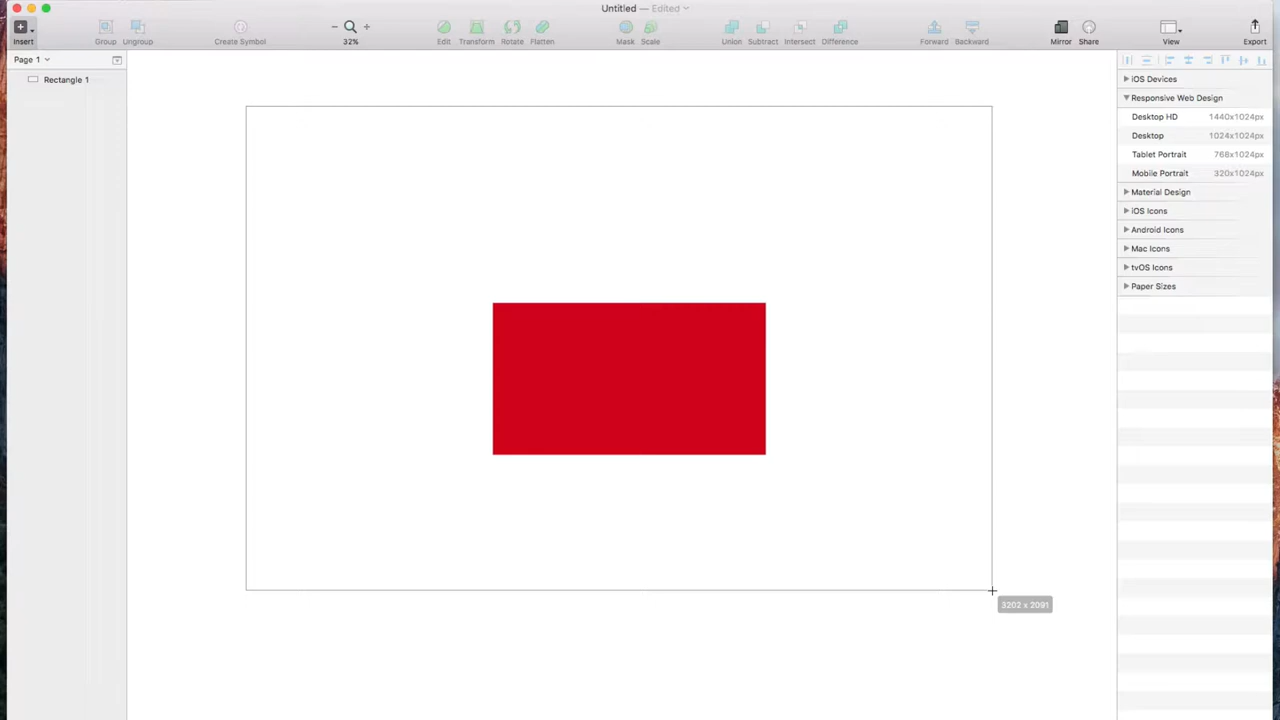 Untitled — Edited
Insert
Group
Ungroup
Create Symbol
32%
Edit
Transform
Rotate
Flatten
Mask
Scale
Union
Subtract
Intersect
Difference
Forward
Backward
Mirror
Share
View
Export
Page 1
Rectangle 1
iOS Devices
Responsive Web Design
Desktop HD 1440x1024px
Desktop 1024x1024px
Tablet Portrait 768x1024px
Mobile Portrait 320x1024px
Material Design
iOS Icons
Android Icons
Mac Icons
tvOS Icons
Paper Sizes
3202 x 2091